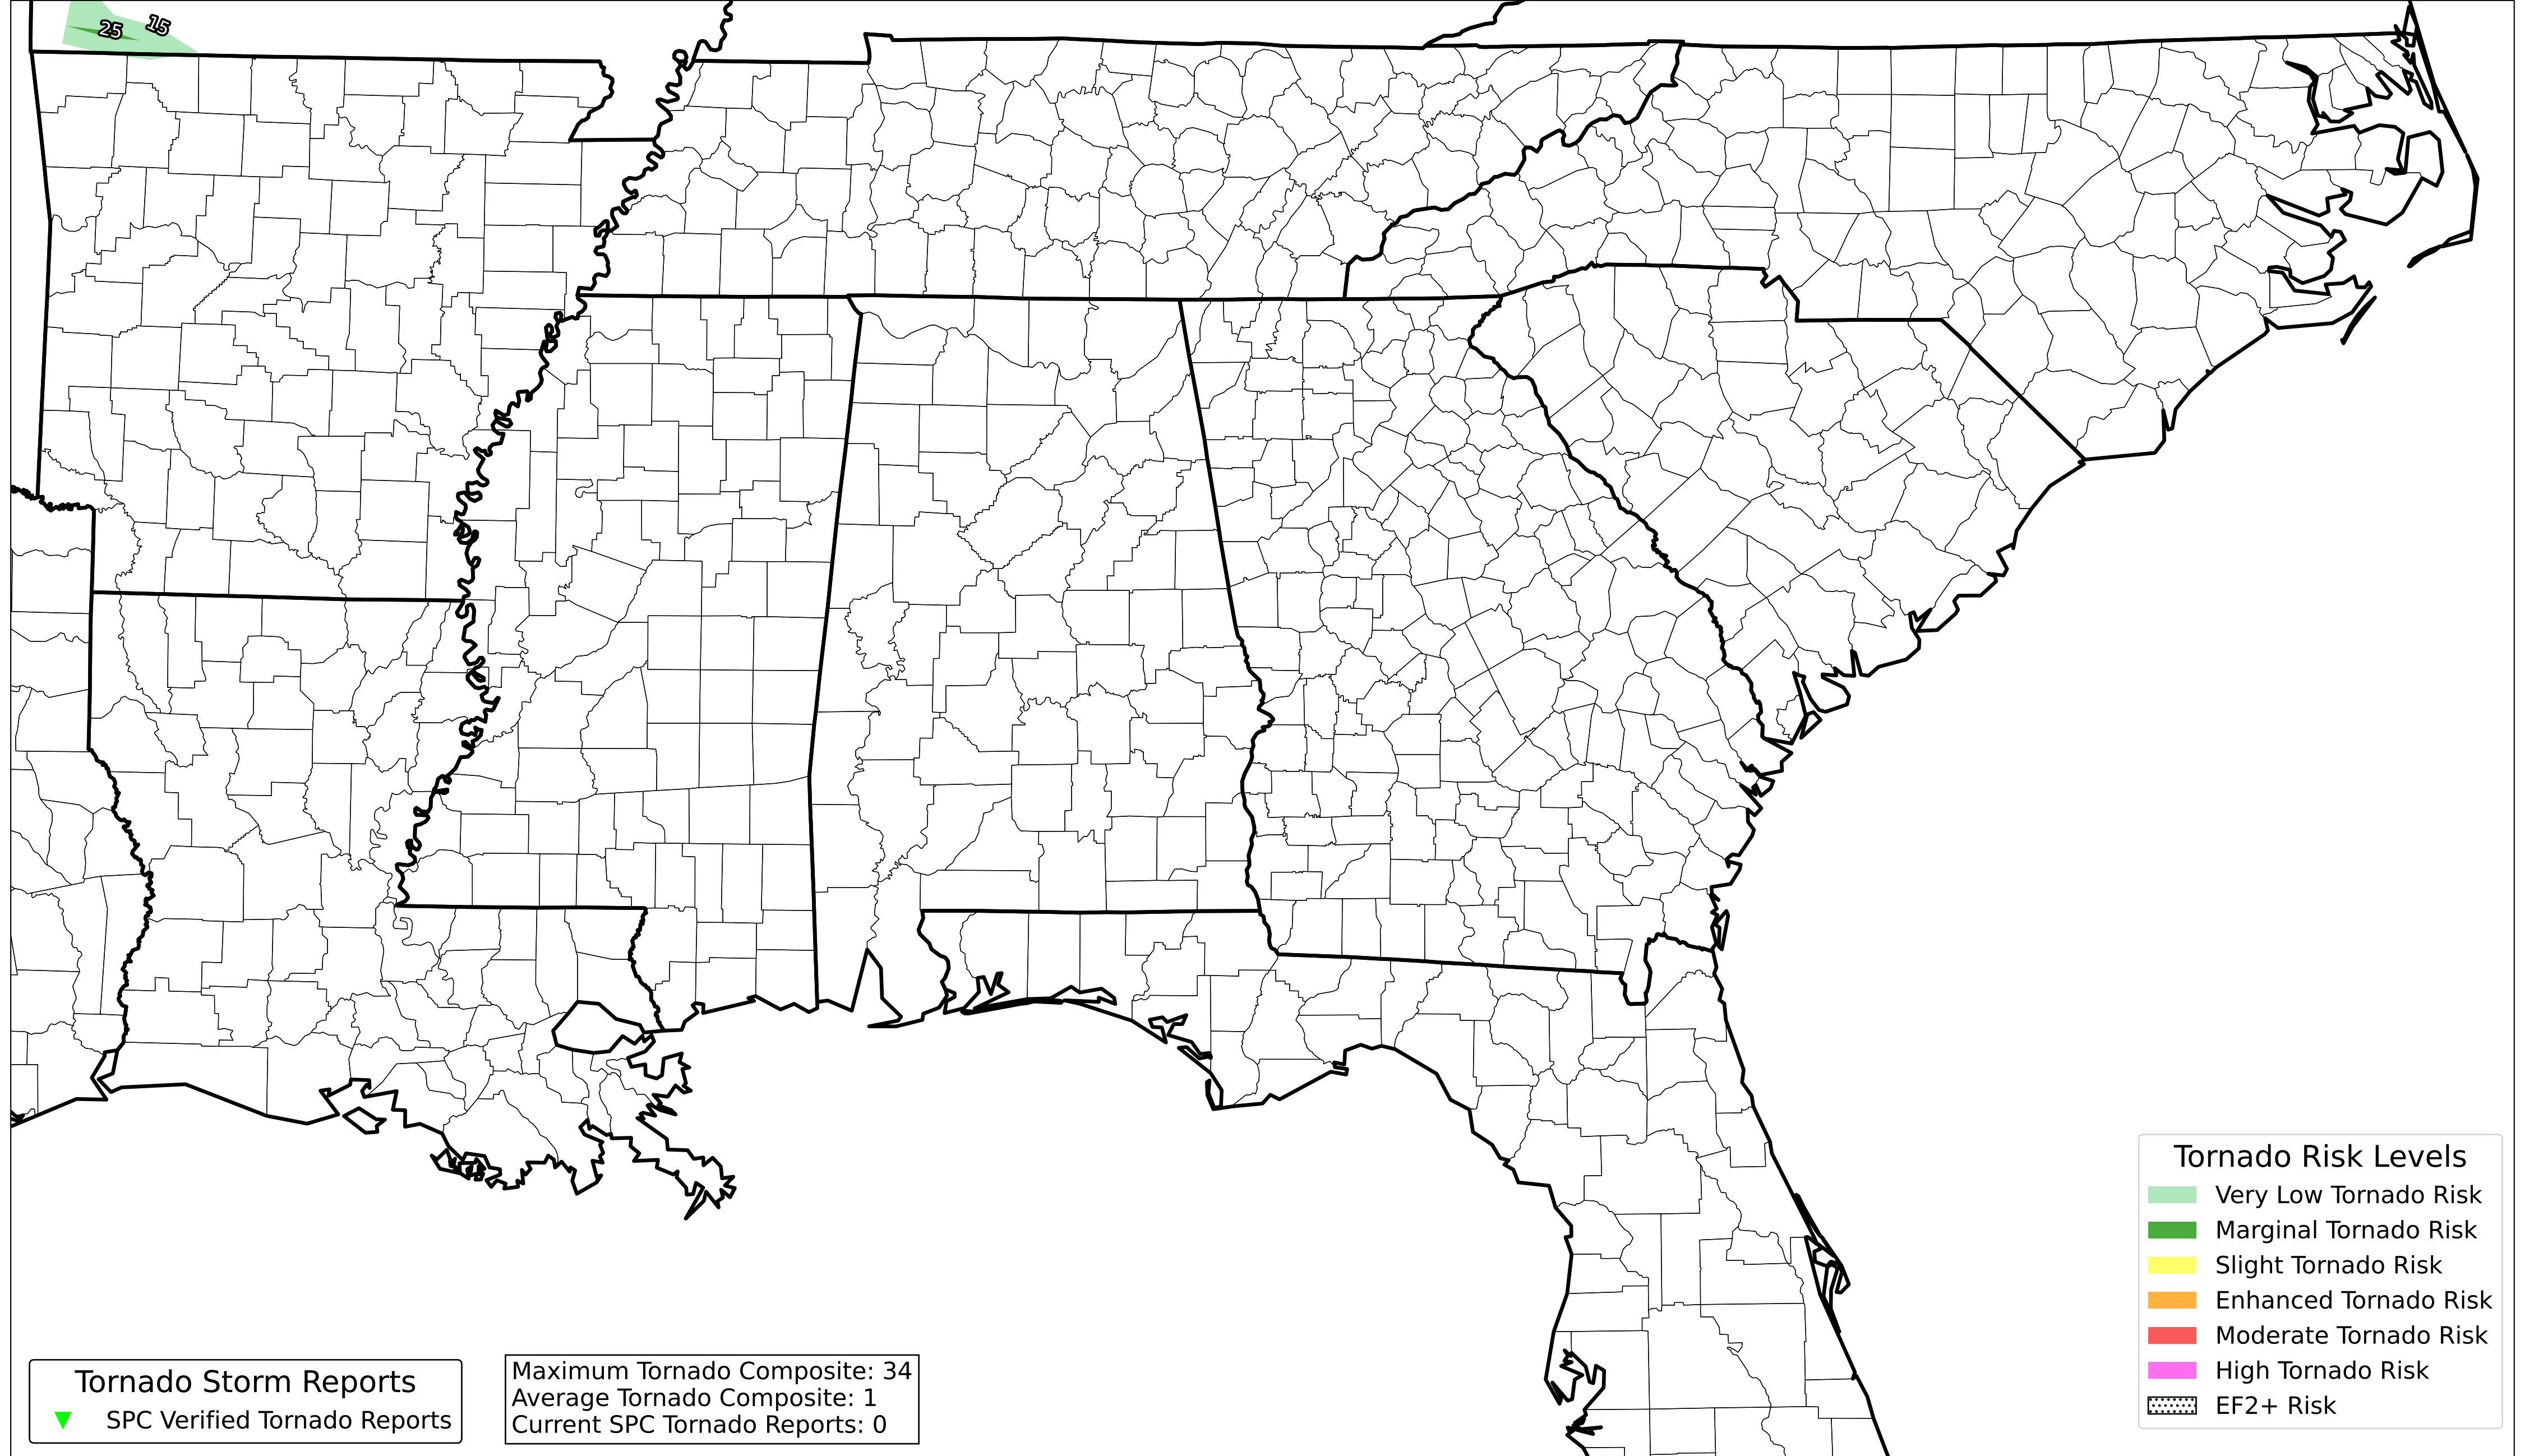 25
15
Tornado Storm Reports
SPC Verified Tornado Reports
Maximum Tornado Composite: 34
Average Tornado Composite: 1
Current SPC Tornado Reports: 0
Tornado Risk Levels
Very Low Tornado Risk
Marginal Tornado Risk
Slight Tornado Risk
Enhanced Tornado Risk
Moderate Tornado Risk
High Tornado Risk
EF2+ Risk